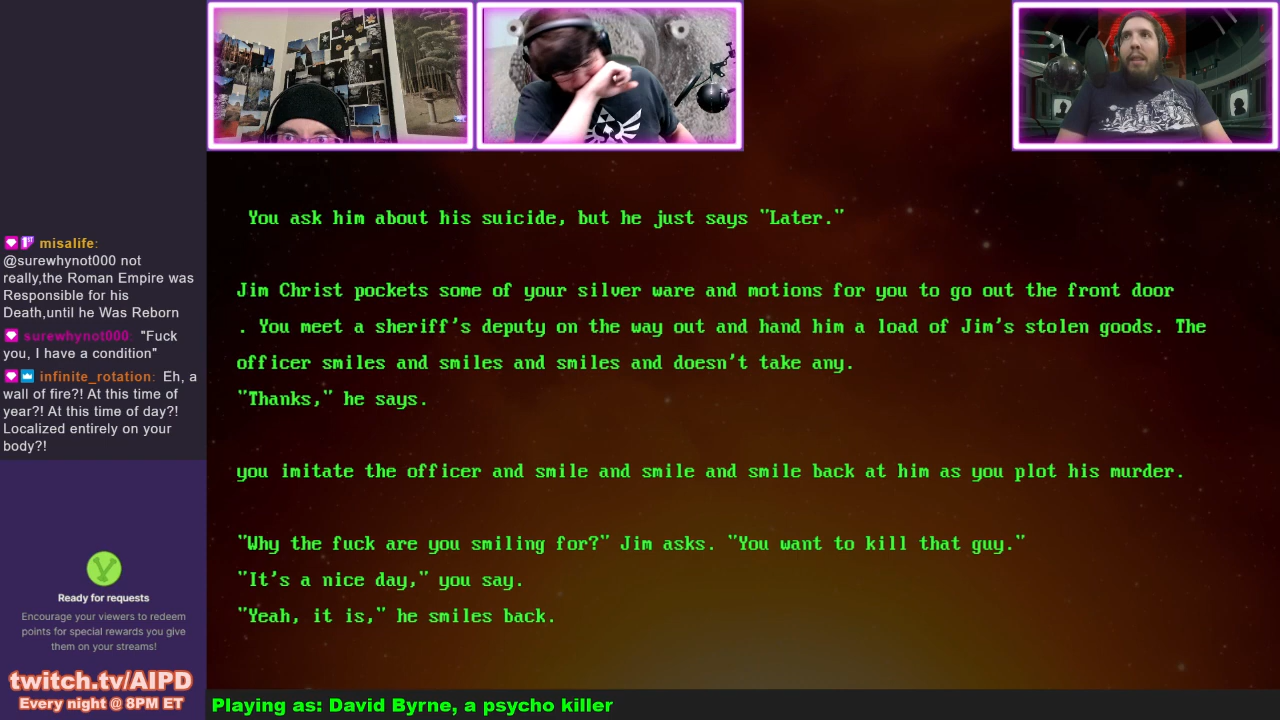 misalife:
@surewhynot000 not
really,the Roman Empire was
Responsible for his
Death,until he Was Reborn
surewhynot000: "Fuck
you, I have a condition"
infinite_rotation: Eh, a
wall of fire?! At this time of
year?! At this time of day?!
Localized entirely on your
body?!
Ready for requests
Encourage your viewers to redeem
points for special rewards you give
them on your streams!
twitch.tv/AIPD
Every night @ 8PM ET
You ask him about his suicide, but he just says "Later."
Jim Christ pockets some of your silver ware and motions for you to go out the front door
. You meet a sheriff's deputy on the way out and hand him a load of Jim's stolen goods. The
officer smiles and smiles and smiles and doesn't take any.
"Thanks," he says.
you imitate the officer and smile and smile and smile back at him as you plot his murder.
"Why the fuck are you smiling for?" Jim asks. "You want to kill that guy."
"It's a nice day," you say.
"Yeah, it is," he smiles back.
Playing as: David Byrne, a psycho killer